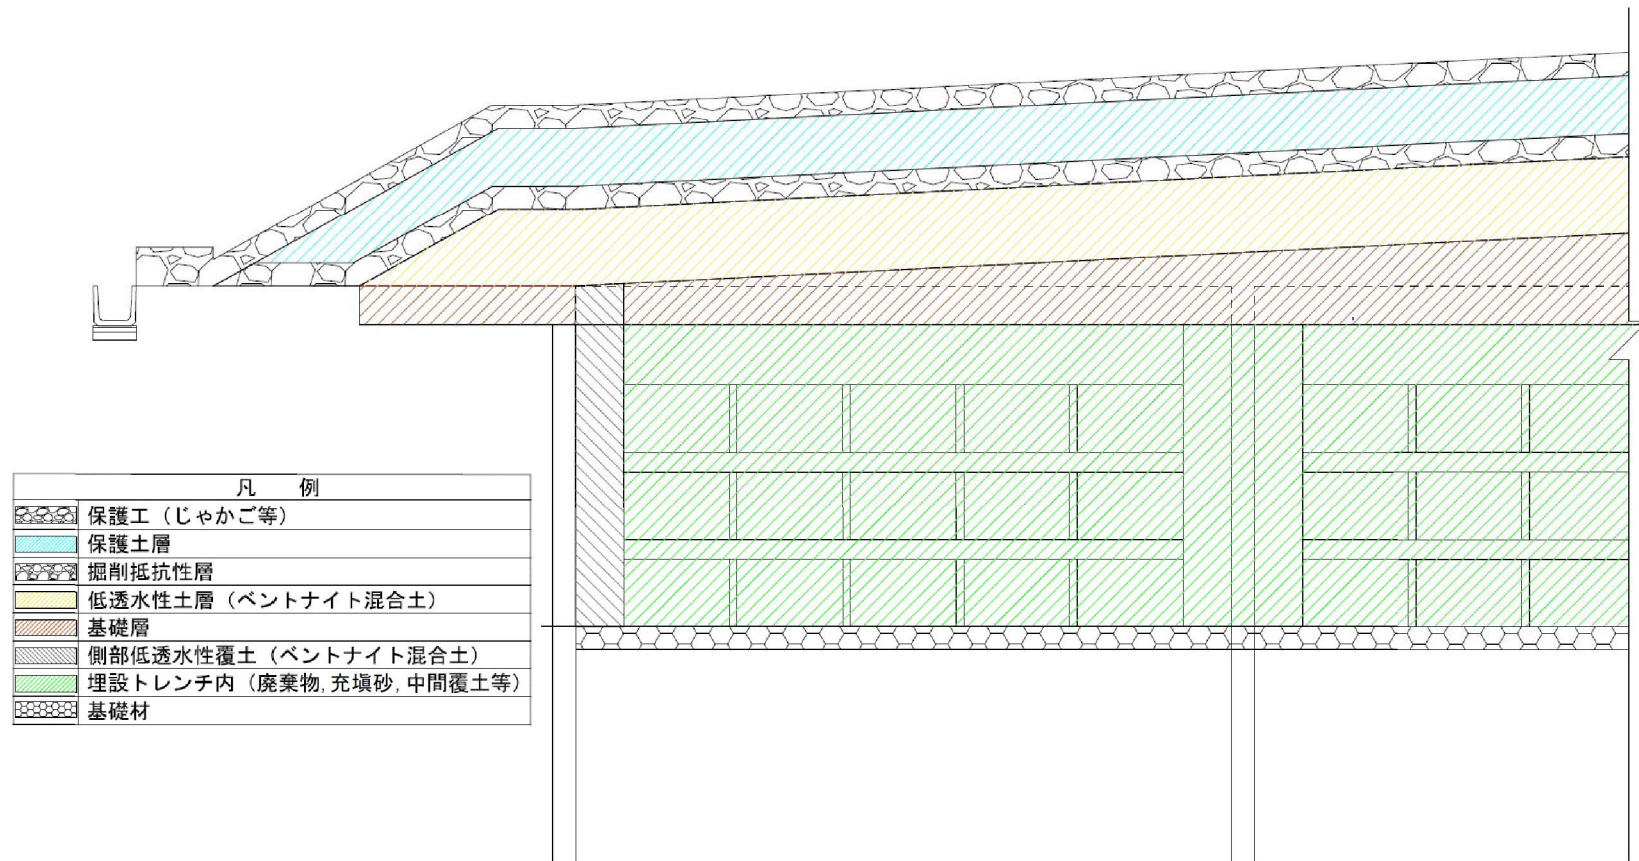 凡　例
保護工（じゃかご等）
保護土層
掘削抵抗性層
低透水性土層（ベントナイト混合土）
基礎層
側部低透水性覆土（ベントナイト混合土）
埋設トレンチ内（廃棄物,充塡砂,中間覆土等）
基礎材